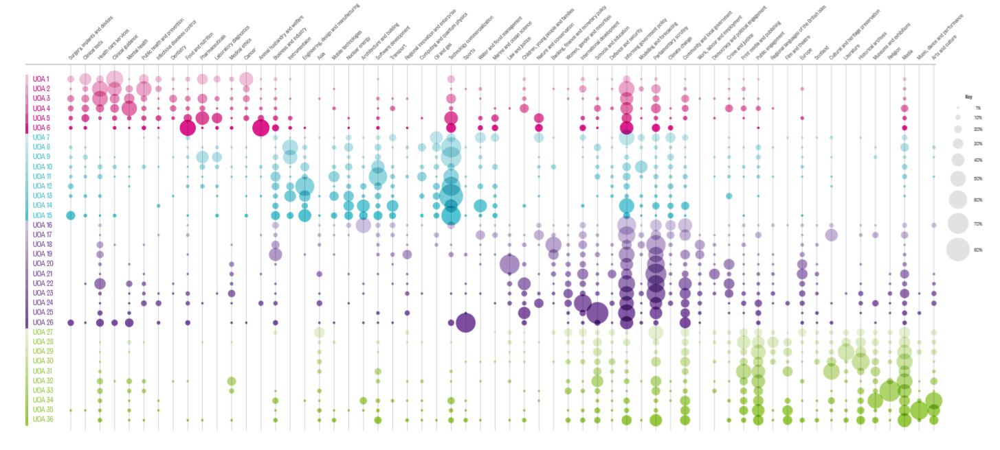 Surgery, implants and devices
Clinical tests
Health care services
Clinical guidance
Mental health
Public health and prevention
Infectious diseases control
Dentistry
Food and nutrition
Pharmaceuticals
Laboratory diagnostics
Medical ethics
Cancer
Animal husbandry and welfare
Business and industry
Instrumentation
Engineering, design and manufacturing
Asia
Mobile technologies
Nuclear energy
Architecture and building
Software development
Transport
Regional innovation and enterprise
Computing and quantum physics
Oil and gas
Technology commercialization
Sports
Water and flood management
Marine and ocean science
Law and justice
Children, young people and families
Nature and conservation
Banking, finance and monetary policy
Women, gender and minorities
International development
Schools and education
Defence and security
Informing government policy
Modelling and forecasting
Parliamentary scrutiny
Climate change
Community and local government
Work, labour and employment
Democracy and political engagement
Crime and justice
Print media and publishing
Public engagement
Regional languages of the British Isles
Film and theatre
Europe
Scotland
Cultural and heritage preservation
Literature
Historical archives
Museums and exhibitions
Religion
Media
Music, dance and performance
Arts and culture
UOA 1
UOA 2
UOA 3
UOA 4
UOA 5
UOA 6
UOA 7
UOA 8
UOA 9
UOA 10
UOA 11
UOA 12
UOA 13
UOA 14
UOA 15
UOA 16
UOA 17
UOA 18
UOA 19
UOA 20
UOA 21
UOA 22
UOA 23
UOA 24
UOA 25
UOA 26
UOA 27
UOA 28
UOA 29
UOA 30
UOA 31
UOA 32
UOA 33
UOA 34
UOA 35
UOA 36
Key
1%
10%
20%
30%
40%
50%
60%
70%
80%